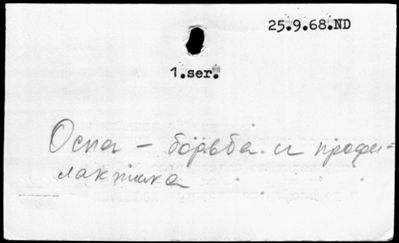 25.9.68.ND
1.ser.
Оспа - борьба и профи-
лактика